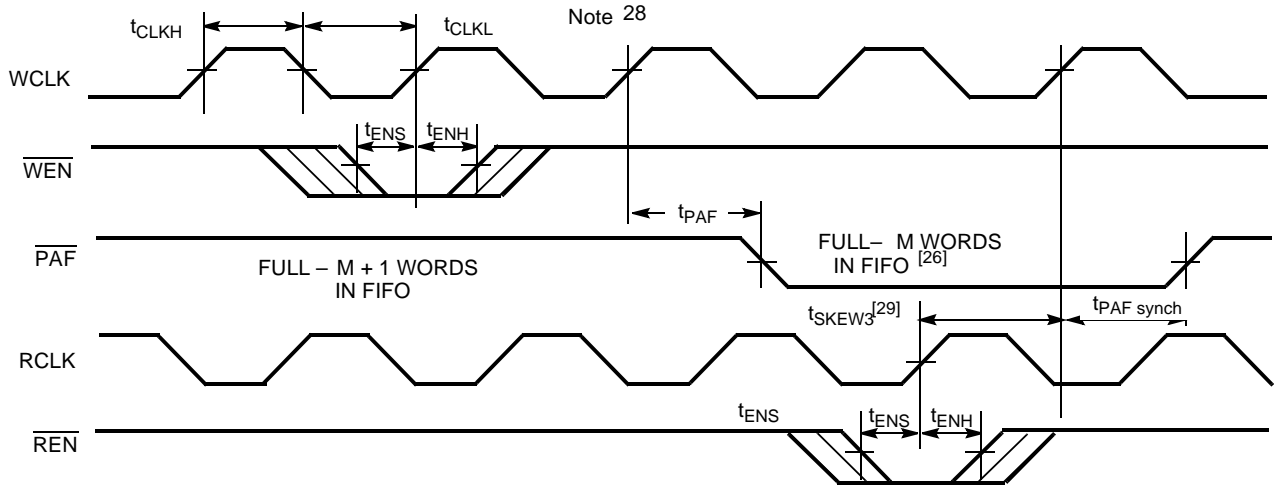 Note 28
tCLKH
tCLKL
WCLK
tENS
tENH
WEN
tPAF
PAF
FULL – M + 1 WORDS
IN FIFO
FULL– M WORDS
IN FIFO [26]
tSKEW3[29]
tPAF synch
RCLK
tENS
tENS
tENH
REN